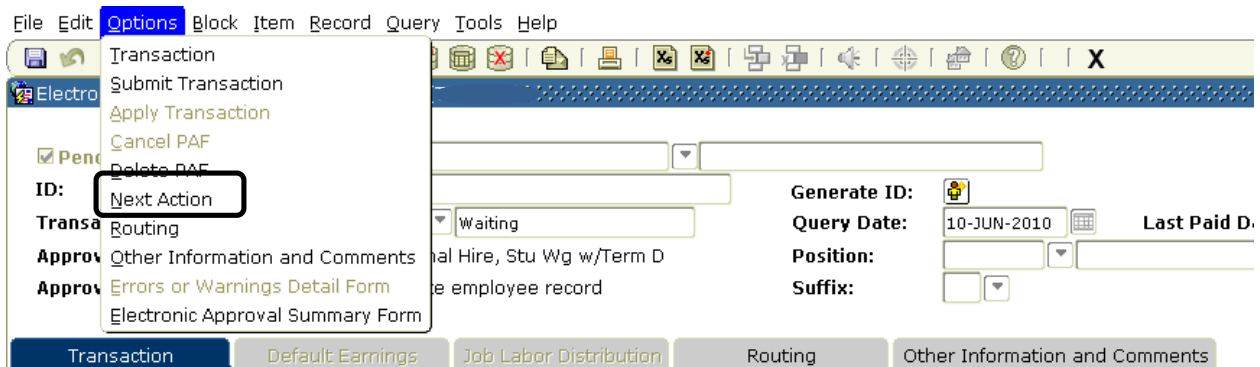 File Edit Options Block Item Record Query Tools Help
X
Electro
Transaction
Submit Transaction
Apply Transaction
Cancel PAF
Delete PAF
Next Action
Routing
Other Information and Comments
Errors or Warnings Detail Form
Electronic Approval Summary Form
Pend
ID: Generate ID:
Transa Waiting Query Date: 10-JUN-2010 Last Paid Da
Approv al Hire, Stu Wg w/Term D Position:
Approv e employee record Suffix:
Transaction Default Earnings Job Labor Distribution Routing Other Information and Comments